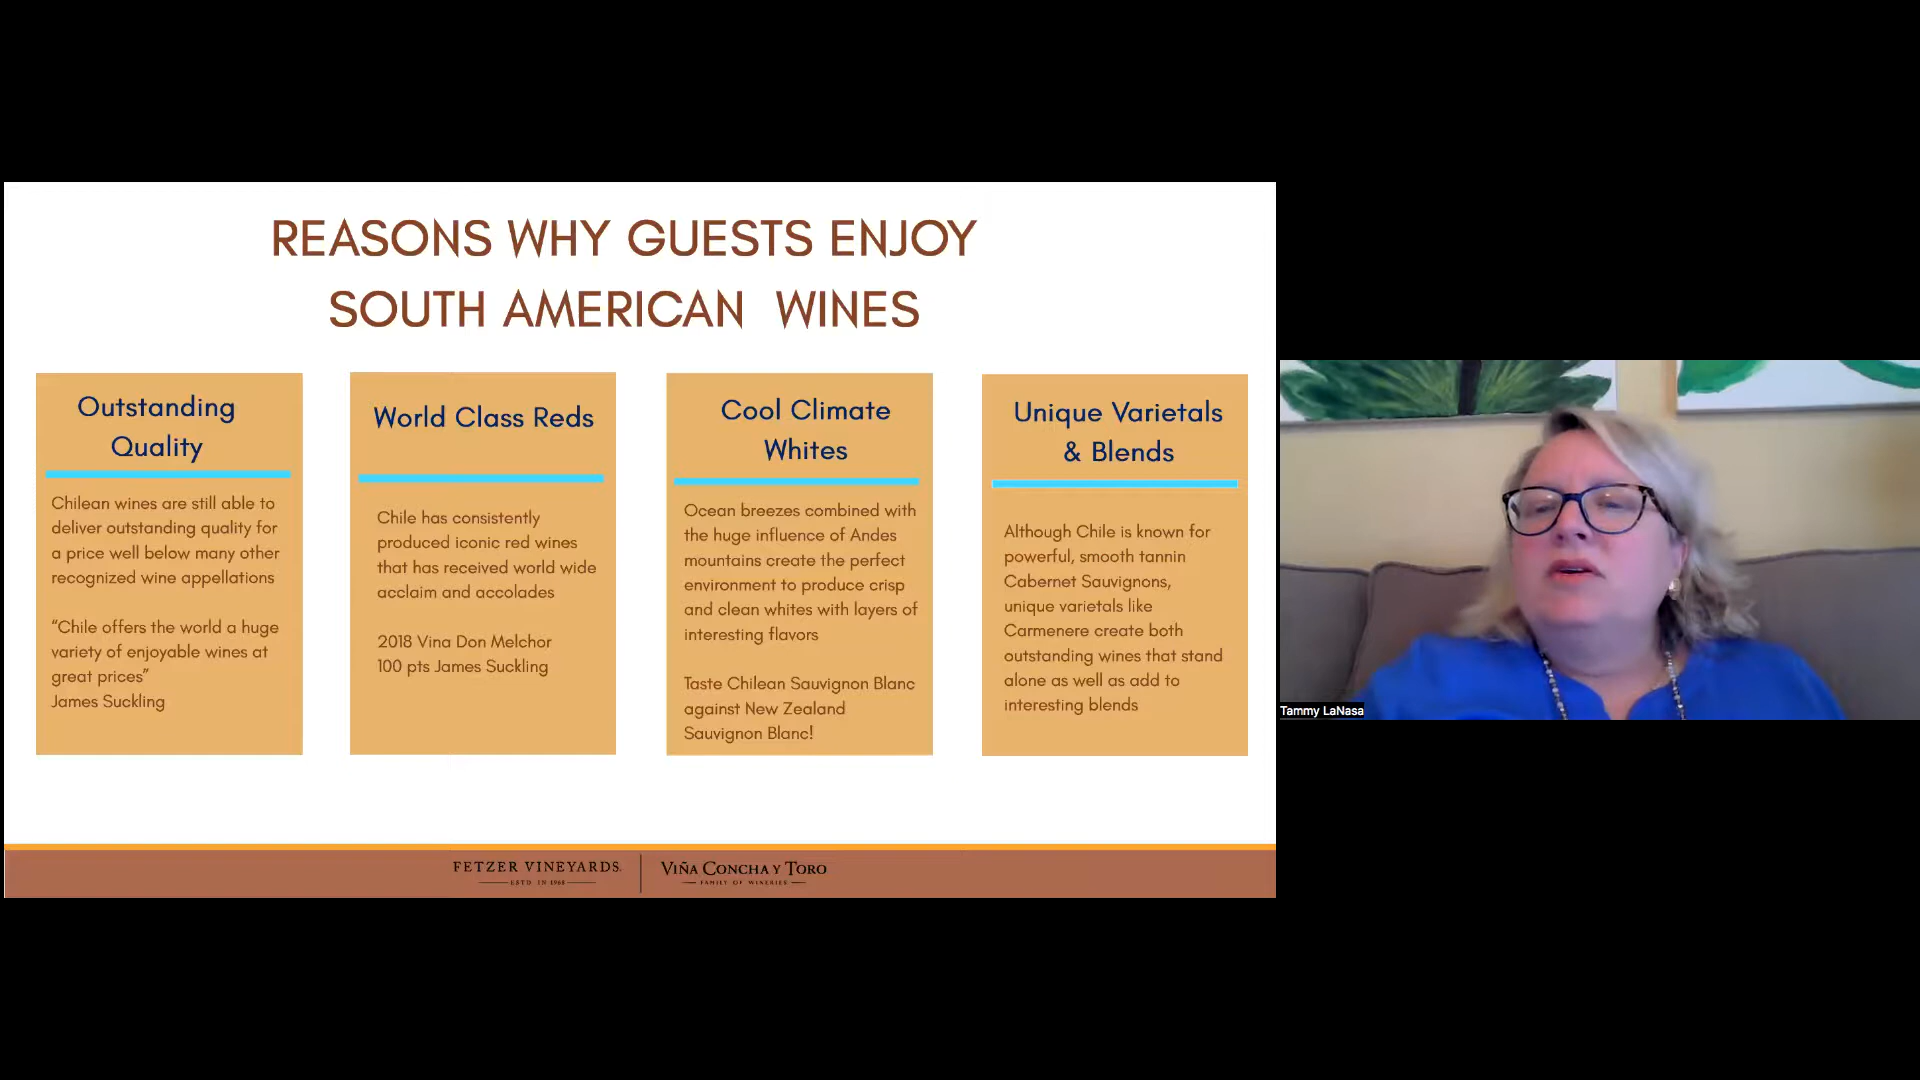 REASONS WHY GUESTS ENJOY
SOUTH AMERICAN WINES
Outstanding
Quality
Chilean wines are still able to
deliver outstanding quality for
a price well below many other
recognized wine appellations
“Chile offers the world a huge
variety of enjoyable wines at
great prices”
James Suckling
World Class Reds
Chile has consistently
produced iconic red wines
that has received world wide
acclaim and accolades
2018 Vina Don Melchor
100 pts James Suckling
Cool Climate
Whites
Ocean breezes combined with
the huge influence of Andes
mountains create the perfect
environment to produce crisp
and clean whites with layers of
interesting flavors
Taste Chilean Sauvignon Blanc
against New Zealand
Sauvignon Blanc!
Unique Varietals
& Blends
Although Chile is known for
powerful, smooth tannin
Cabernet Sauvignons,
unique varietals like
Carmenere create both
outstanding wines that stand
alone as well as add to
interesting blends
FETZER VINEYARDS.
ESTD. IN 1968
VIÑA CONCHA Y TORO
FAMILY OF WINERIES
Tammy LaNasa